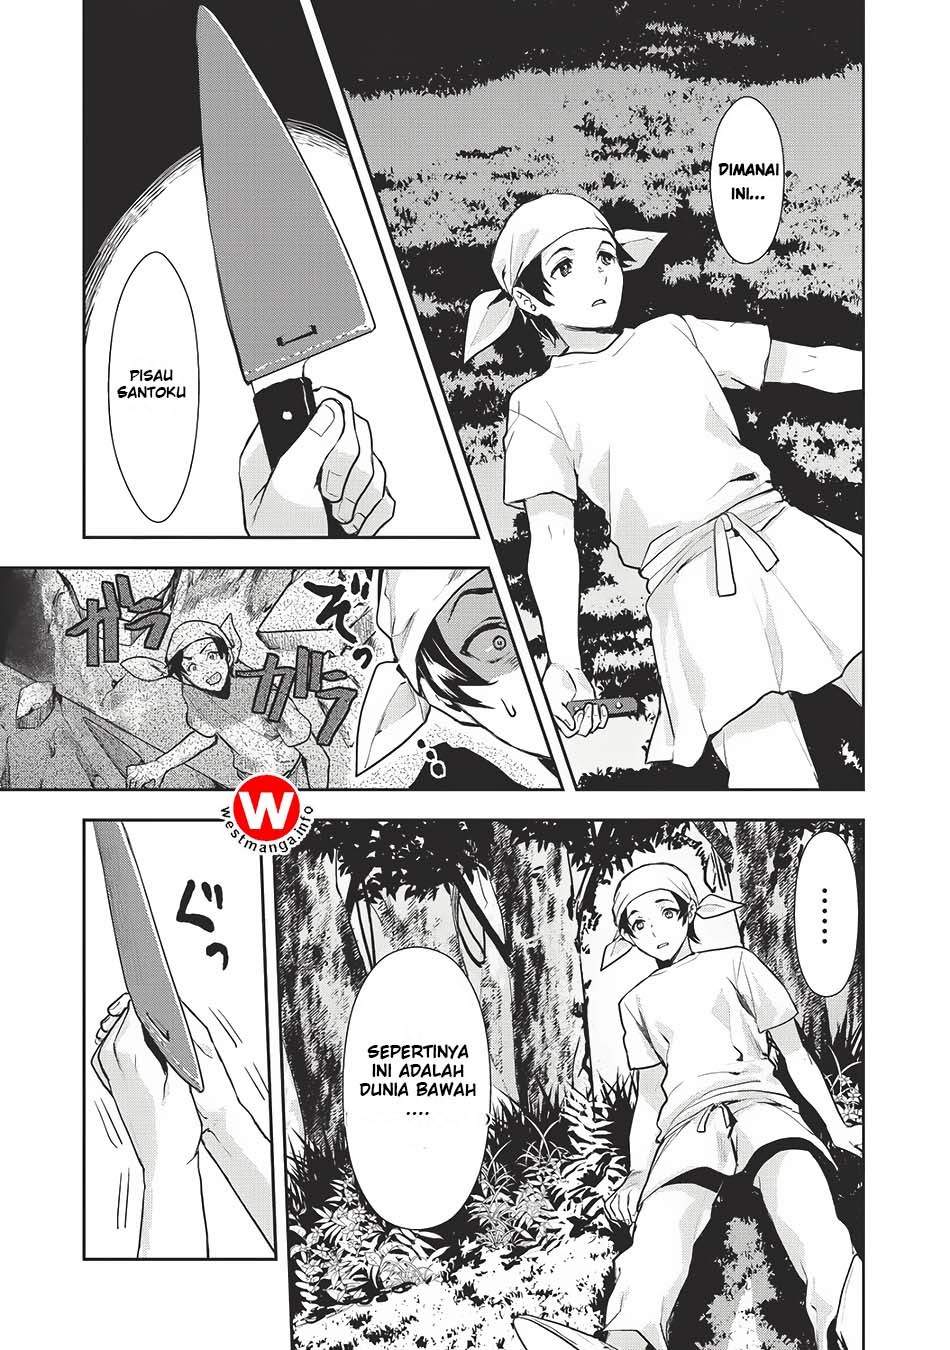 DIMANAI
INI...
PISAU
SANTOKU
ぞっ
ガラ
ガラ
W
westmanga.info
......
SEPERTINYA
INI ADALAH
DUNIA BAWAH
....
ぐっ